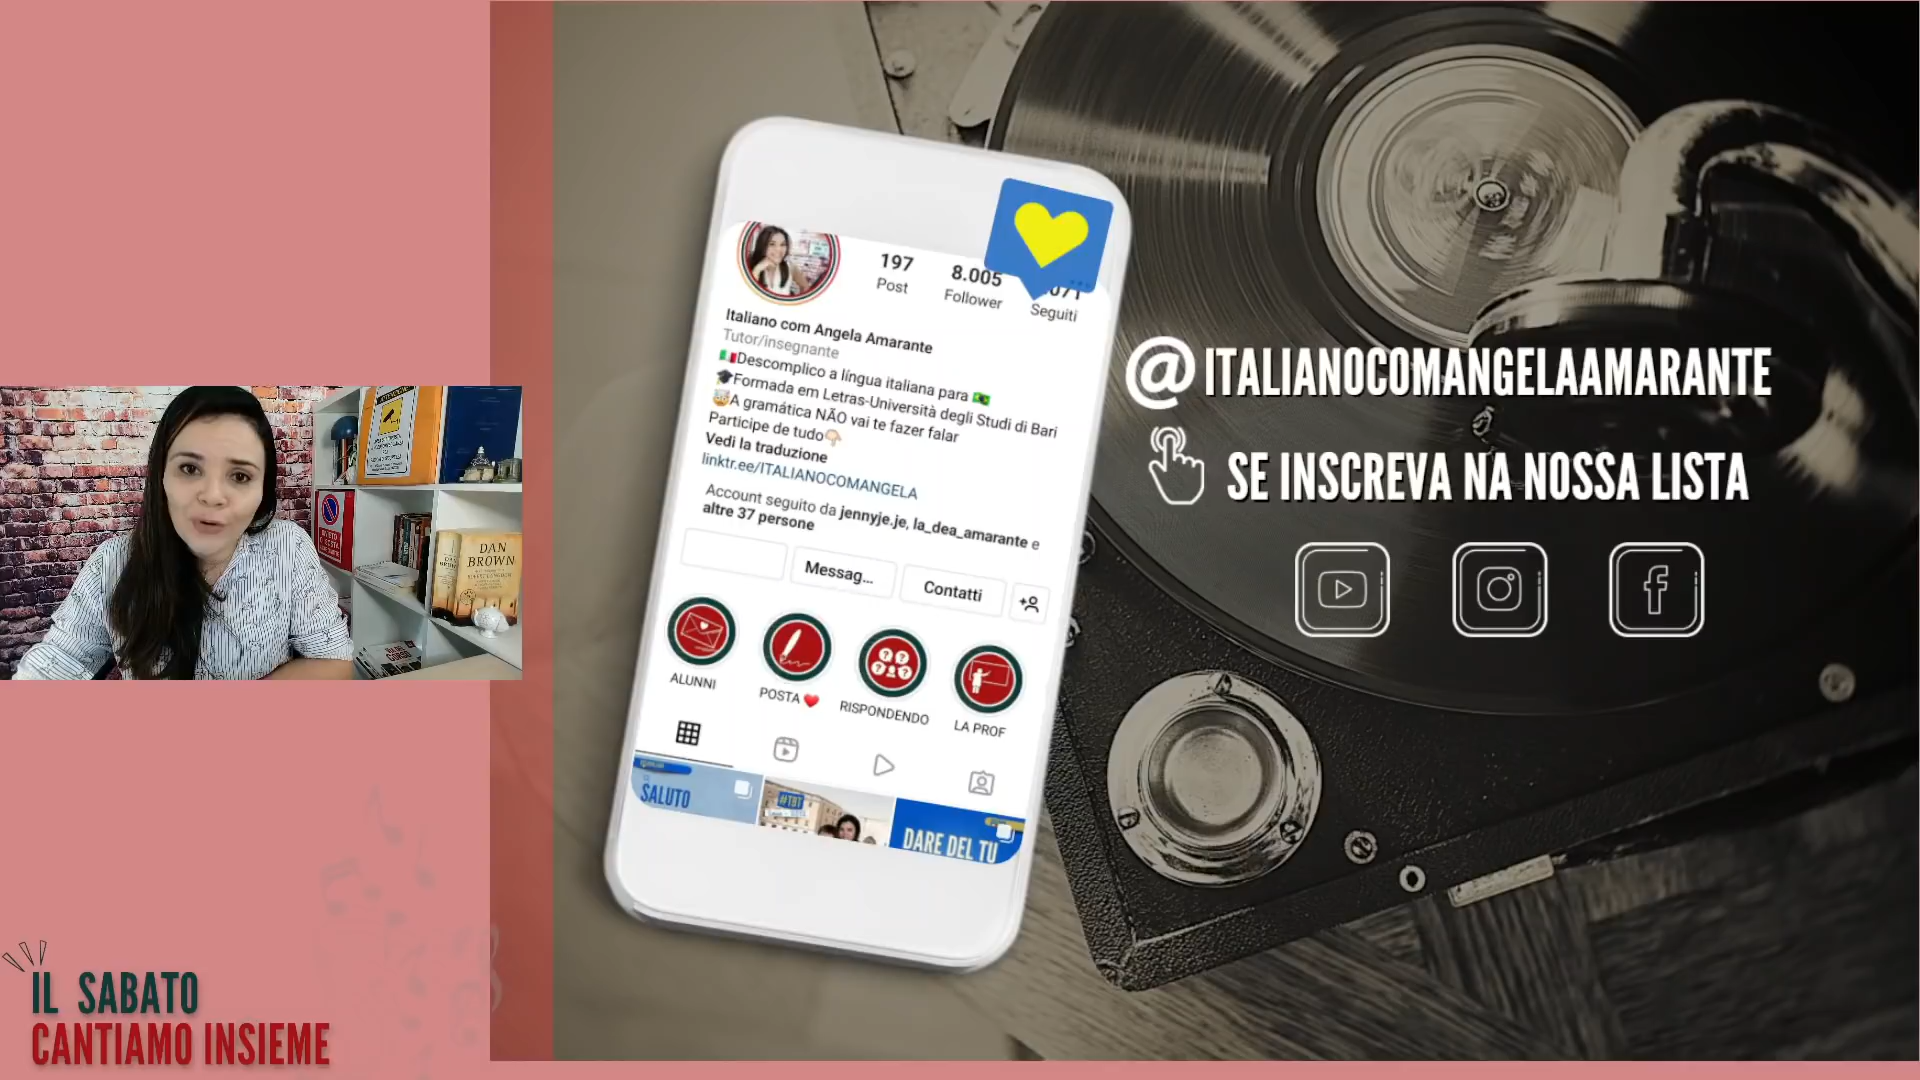 197
Post
8.005
Follower
Seguiti
Italiano com Angela Amarante
Tutor/insegnante
Descomplico a língua italiana para
Formada em Letras-Università degli Studi di Bari
A gramática NÃO vai te fazer falar
Participe de tudo
Vedi la traduzione
linktr.ee/ITALIANOCOMANGELA
Account seguito da jennyje.je, la_dea_amarante e
altre 37 persone
Messag...
Contatti
ALUNNI
POSTA
RISPONDENDO
LA PROF
SALUTO
#TBT
DARE DEL TU
@ITALIANOCOMANGELAAMARANTE
SE INSCREVA NA NOSSA LISTA
DAN
BROWN
IL SABATO
CANTIAMO INSIEME